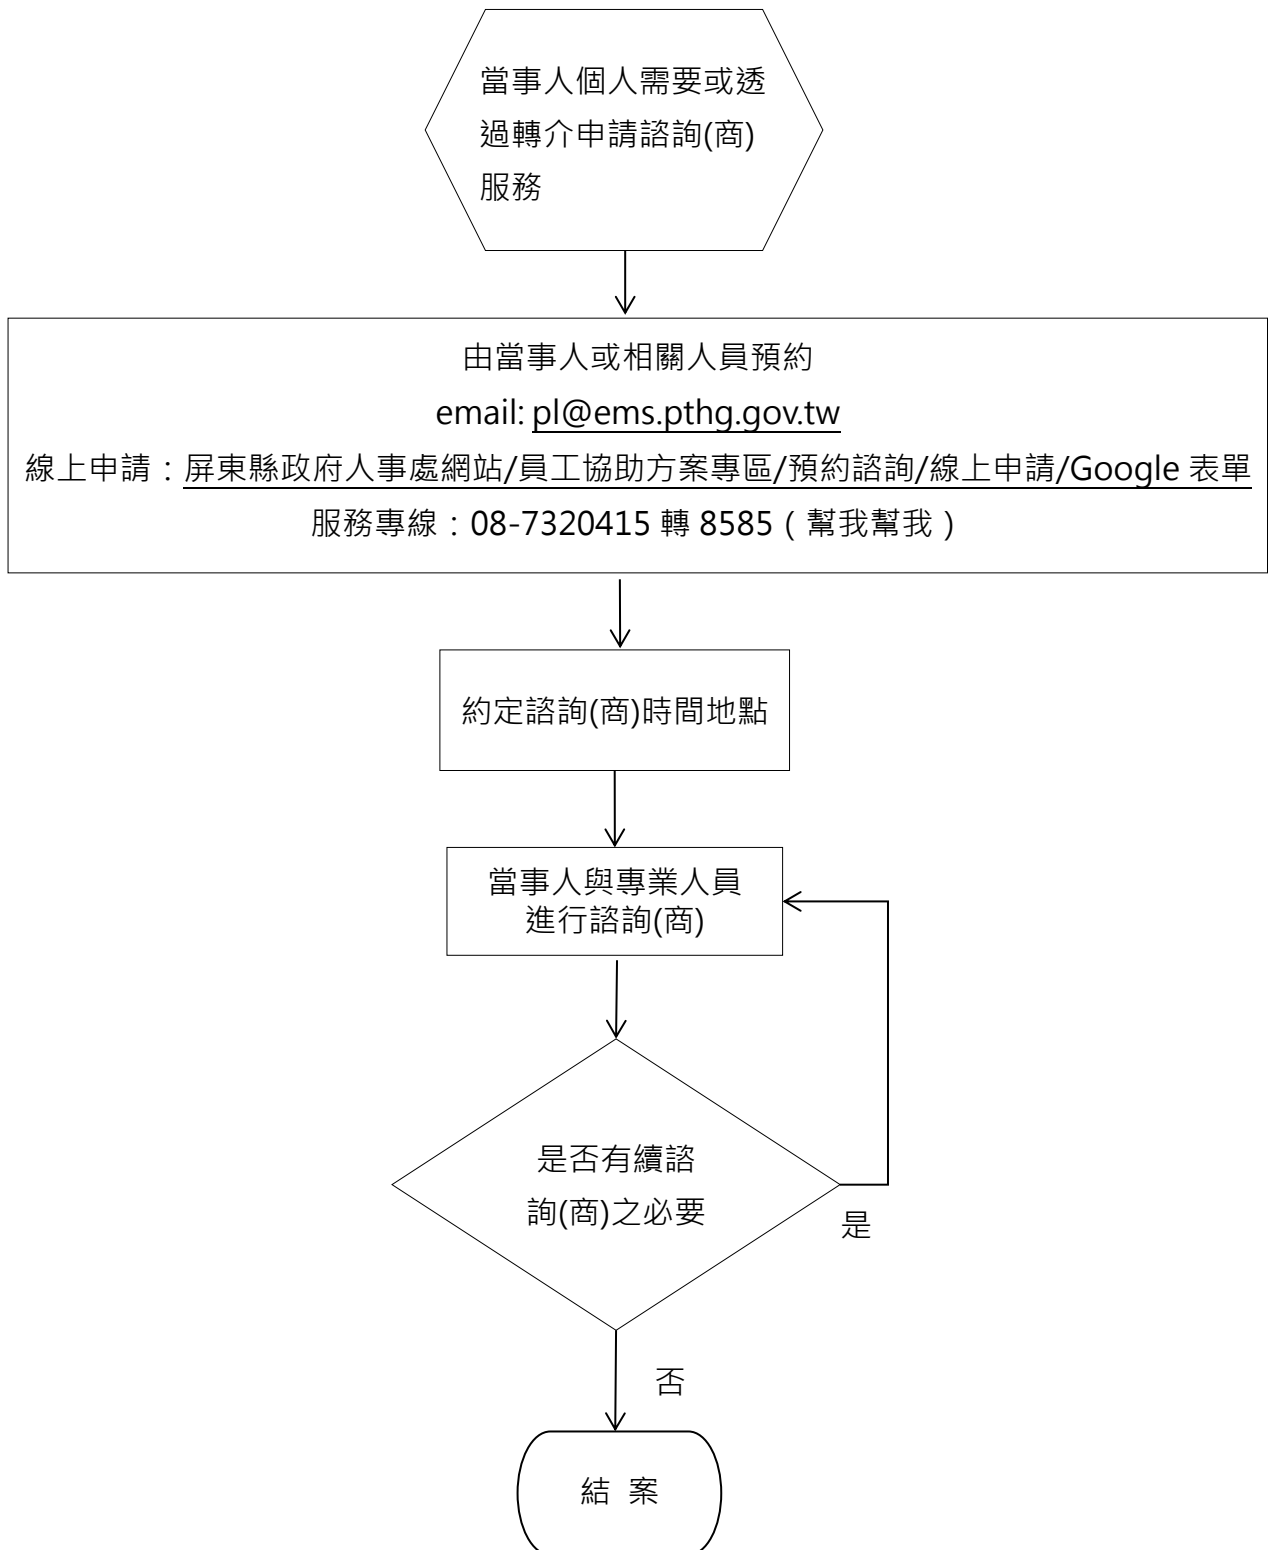 當事人個人需要或透
過轉介申請諮詢(商)
服務
由當事人或相關人員預約
email: pl@ems.pthg.gov.tw
線上申請：屏東縣政府人事處網站/員工協助方案專區/預約諮詢/線上申請/Google 表單
服務專線：08-7320415 轉 8585（幫我幫我）
約定諮詢(商)時間地點
當事人與專業人員
進行諮詢(商)
是否有續諮
詢(商)之必要
是
否
結 案